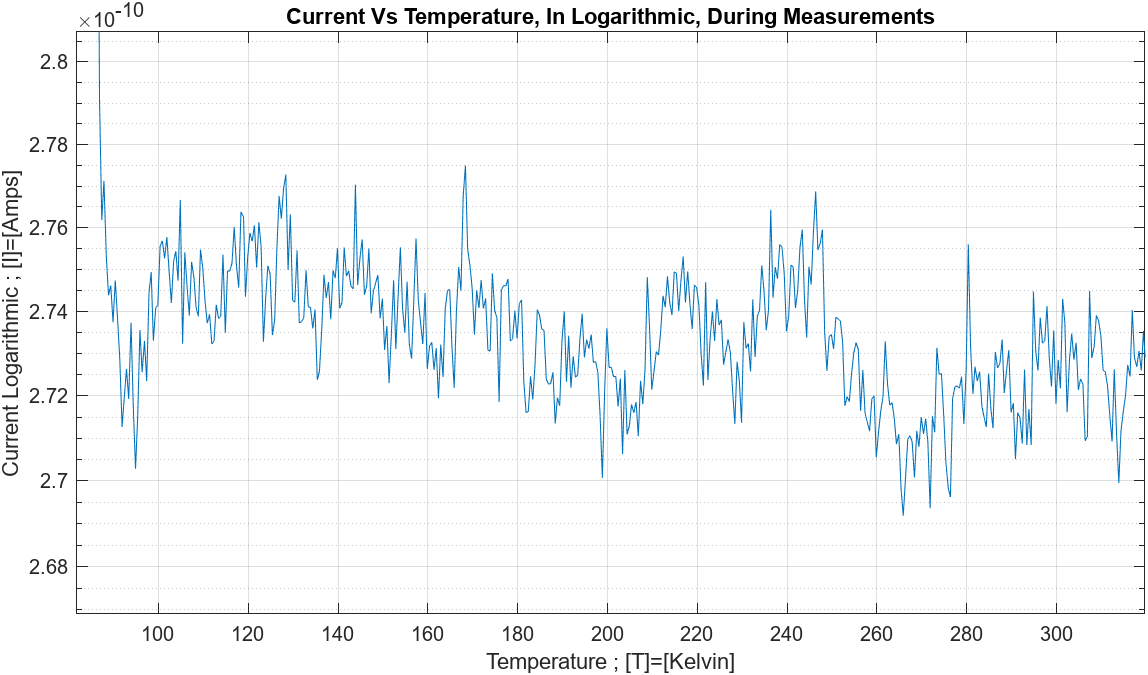 Current Vs Temperature, In Logarithmic, During Measurements
×10^-10
2.8
2.78
2.76
2.74
2.72
2.7
2.68
Current Logarithmic ; [I]=[Amps]
100 120 140 160 180 200 220 240 260 280 300
Temperature ; [T]=[Kelvin]